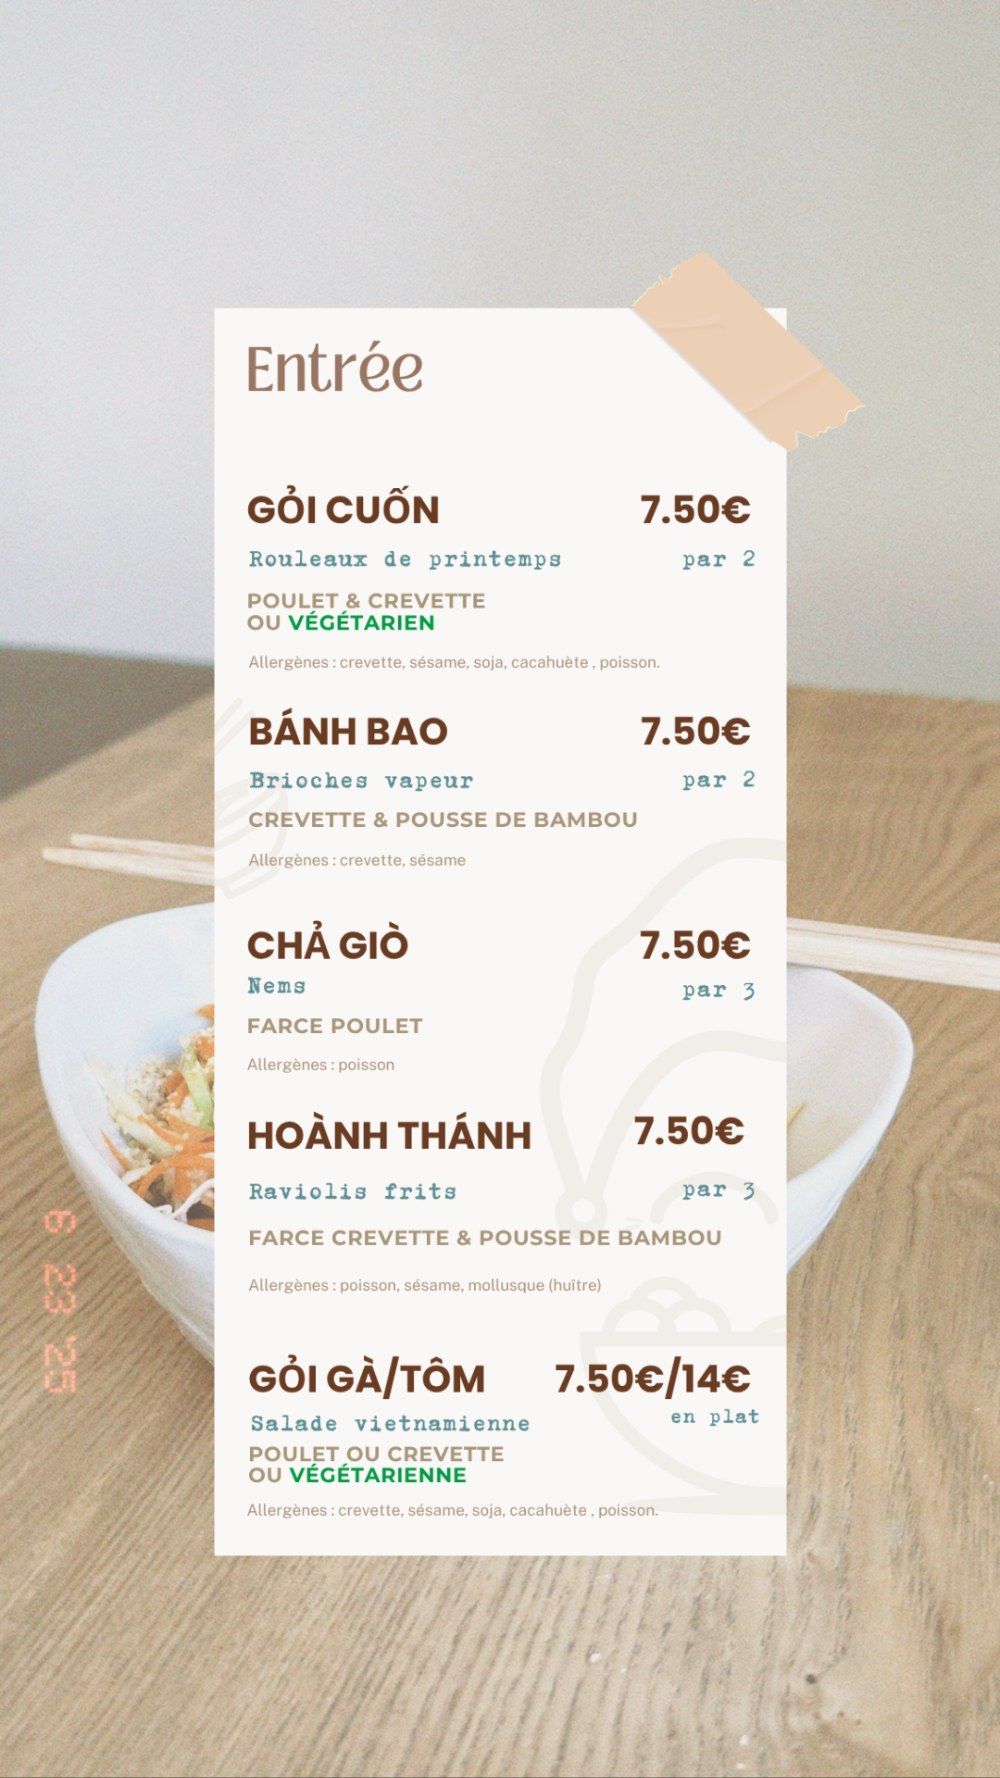 Entrée
GỎI CUỐN 7.50€
Rouleaux de printemps par 2
POULET & CREVETTE
OU VÉGÉTARIEN
Allergènes : crevette, sésame, soja, cacahuète , poisson.
BÁNH BAO 7.50€
Brioches vapeur par 2
CREVETTE & POUSSE DE BAMBOU
Allergènes : crevette, sésame
CHẢ GIÒ 7.50€
Nems par 3
FARCE POULET
Allergènes : poisson
HOÀNH THÁNH 7.50€
Raviolis frits par 3
FARCE CREVETTE & POUSSE DE BAMBOU
Allergènes : poisson, sésame, mollusque (huître)
GỎI GÀ/TÔM 7.50€/14€
Salade vietnamienne en plat
POULET OU CREVETTE
OU VÉGÉTARIENNE
Allergènes : crevette, sésame, soja, cacahuète , poisson.
6 23 '25